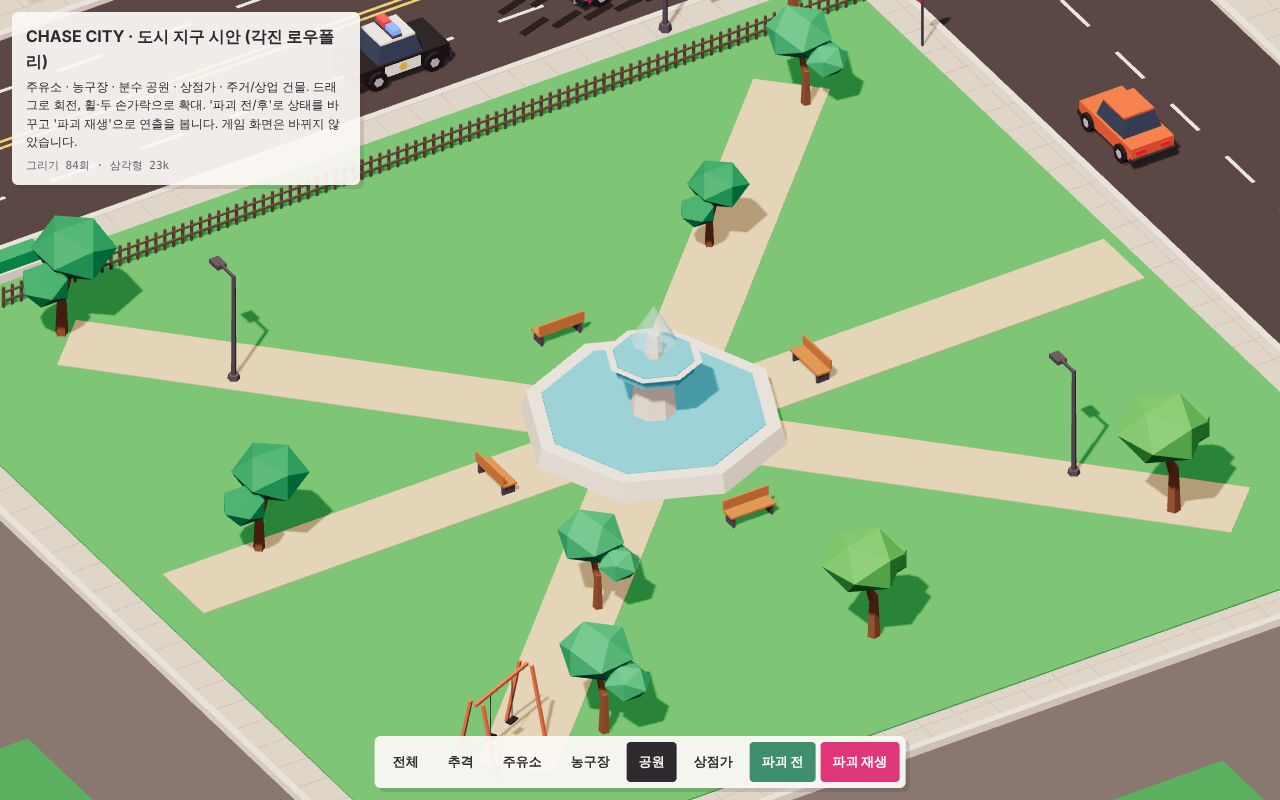 CHASE CITY · 도시 지구 시안 (각진 로우폴
리)
주유소 · 농구장 · 분수 공원 · 상점가 · 주거/상업 건물. 드래
그로 회전, 휠·두 손가락으로 확대. '파괴 전/후'로 상태를 바
꾸고 '파괴 재생'으로 연출을 봅니다. 게임 화면은 바뀌지 않
았습니다.
그리기 84회 · 삼각형 23k
전체 추격 주유소 농구장 공원 상점가 파괴 전 파괴 재생